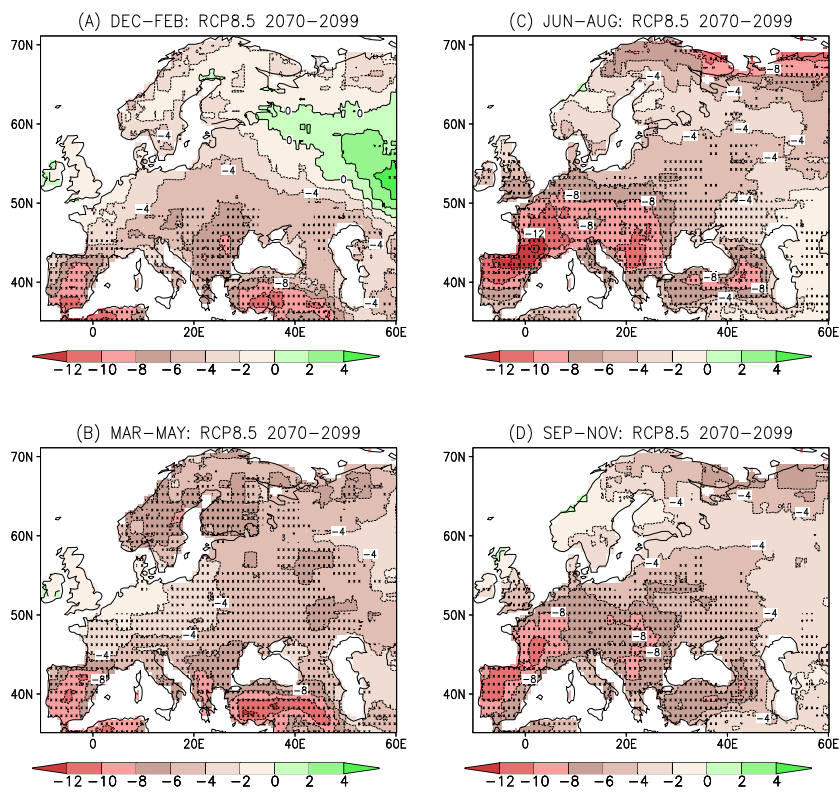 (A) DEC−FEB: RCP8.5 2070−2099
70N
60N
50N
40N
0
0
0
0
−4
−4
−4
−4
−4
−8
−4
0
20E
40E
60E
−12 −10 −8 −6 −4 −2 0 2 4
(C) JUN−AUG: RCP8.5 2070−2099
70N
60N
50N
40N
−8
−4
−4
−4
−4
−4
−8
−8
−4
−12
−8
−8
−8
−4
0
20E
40E
60E
−12 −10 −8 −6 −4 −2 0 2 4
(B) MAR−MAY: RCP8.5 2070−2099
70N
60N
50N
40N
−4
−4
−4
−4
−4
−8
−8
0
20E
40E
60E
−12 −10 −8 −6 −4 −2 0 2 4
(D) SEP−NOV: RCP8.5 2070−2099
70N
60N
50N
40N
−4
−4
−4
−4
−8
−4
−8
−8
−8
−4
−4
0
20E
40E
60E
−12 −10 −8 −6 −4 −2 0 2 4